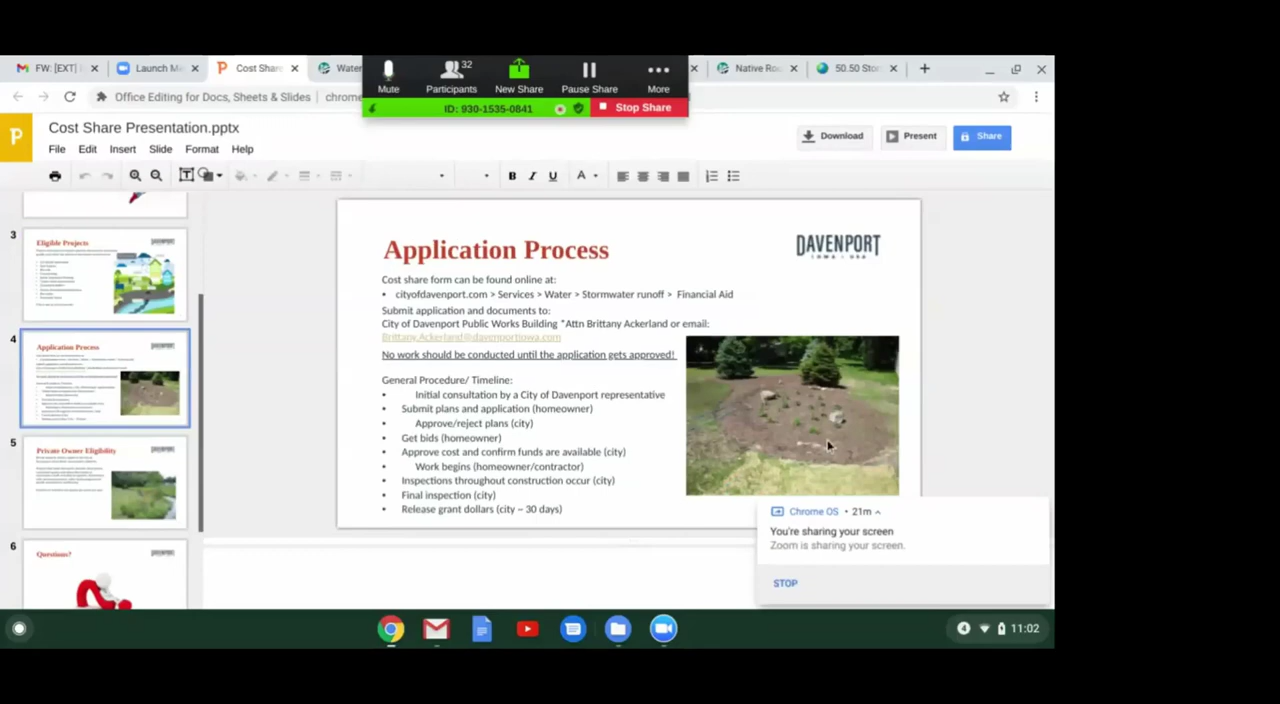 FW: [EXT]
Launch M
Cost Shar
Water
Native Ro
50.50 Stor
32
Mute
Participants
New Share
Pause Share
More
ID: 930-1535-0841
Stop Share
Office Editing for Docs, Sheets & Slides | chrome
Cost Share Presentation.pptx
File Edit Insert Slide Format Help
Download
Present
Share
B I U A
3
Eligible Projects
4
Application Process
5
Private Owner Eligibility
6
Questions?
Application Process
DAVENPORT
IOWA • USA
Cost share form can be found online at:
• cityofdavenport.com > Services > Water > Stormwater runoff > Financial Aid
Submit application and documents to:
City of Davenport Public Works Building *Attn Brittany Ackerland or email:
Brittany.Ackerland@davenportiowa.com
No work should be conducted until the application gets approved!
General Procedure/ Timeline:
• Initial consultation by a City of Davenport representative
• Submit plans and application (homeowner)
• Approve/reject plans (city)
• Get bids (homeowner)
• Approve cost and confirm funds are available (city)
• Work begins (homeowner/contractor)
• Inspections throughout construction occur (city)
• Final inspection (city)
• Release grant dollars (city ~ 30 days)
Chrome OS • 21m
You're sharing your screen
Zoom is sharing your screen.
STOP
4
11:02